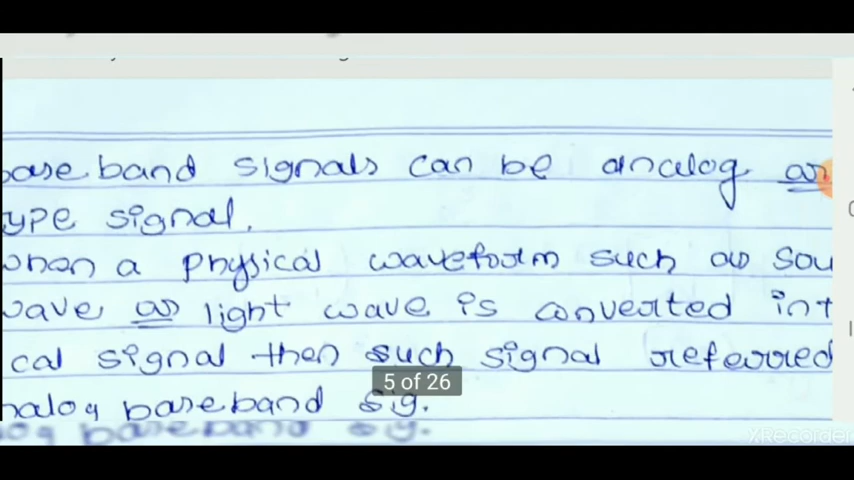 base band signals can be analog or
ype signal.
when a physical waveform such as sou
wave or light wave is converted int
cal signal then such signal referred
5 of 26
nalog baseband sig.
XRecorder